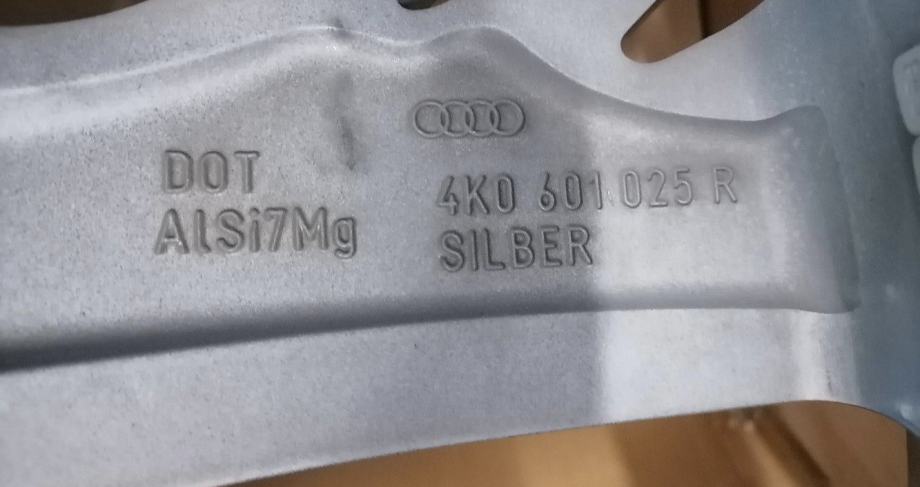 DOT
AlSi7Mg
4K0 601 025 R
SILBER